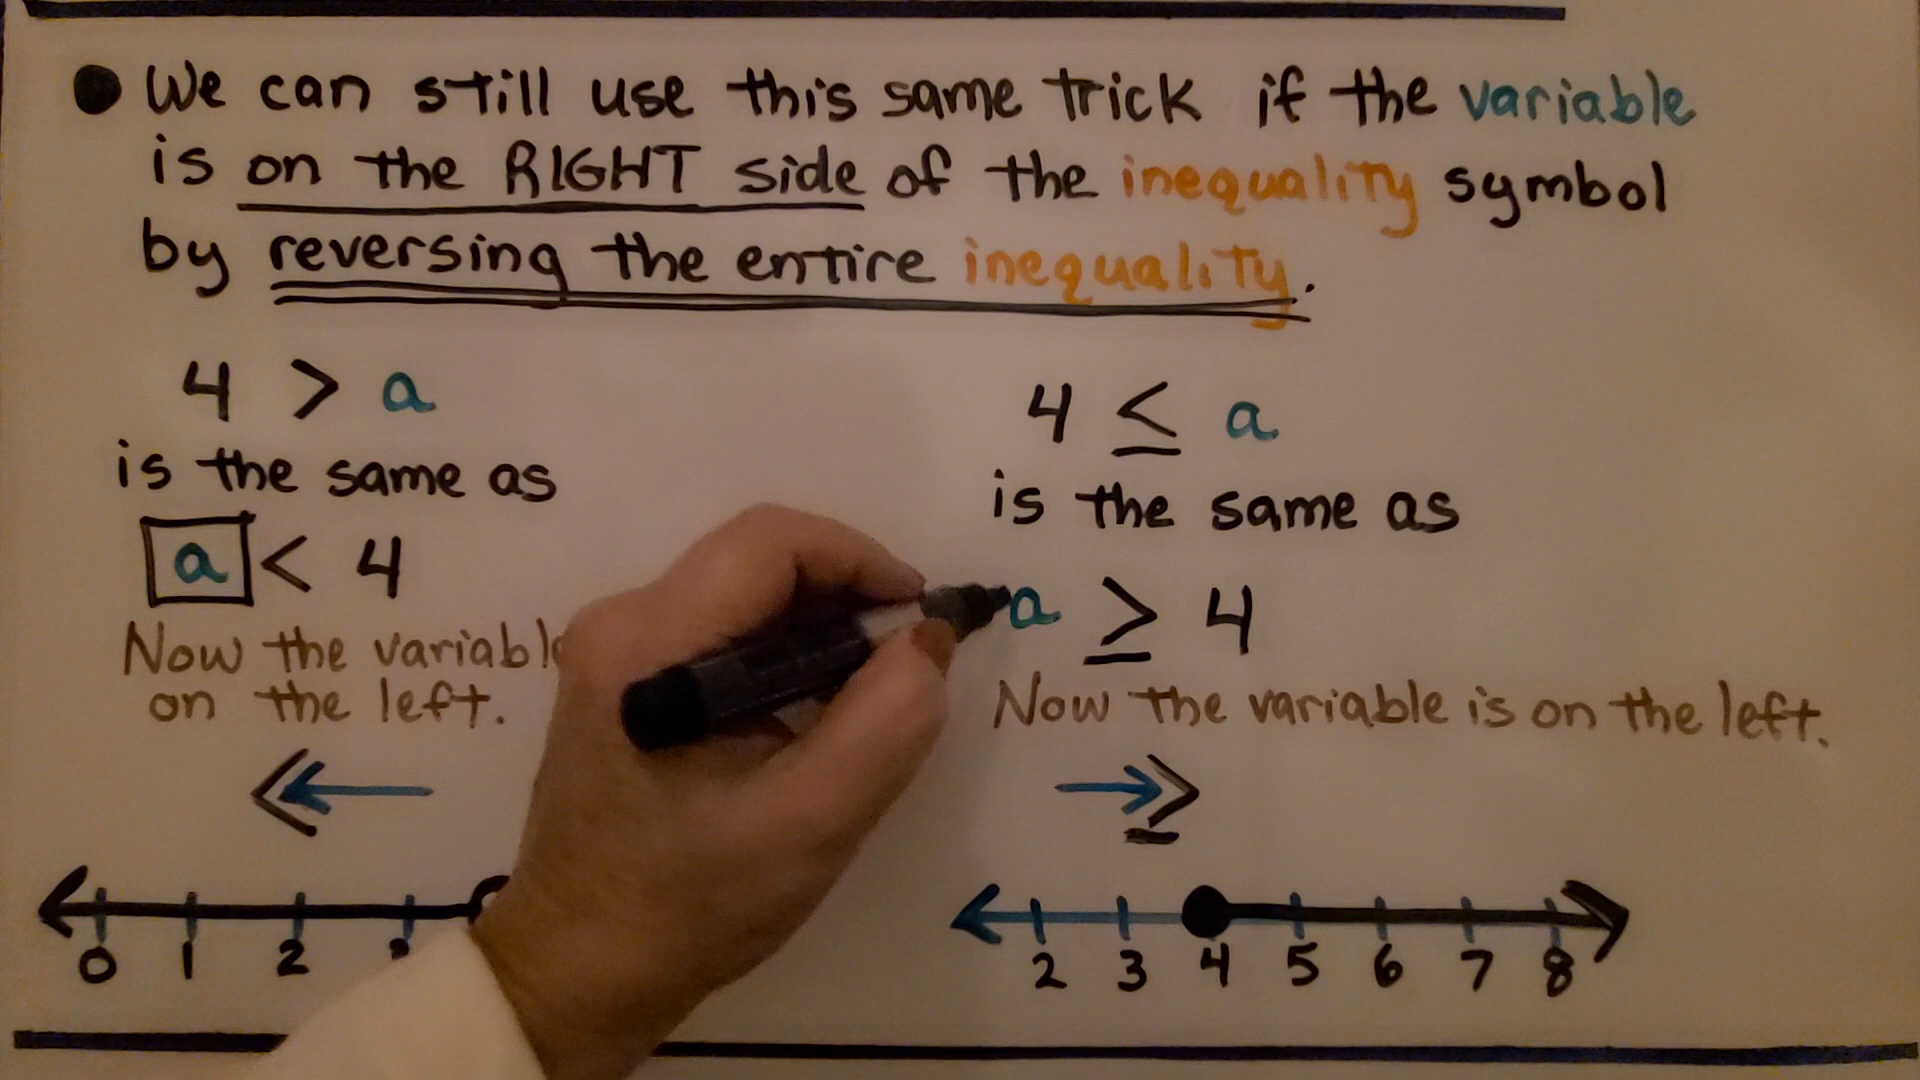 ● We can still use this same trick if the variable
is on the RIGHT side of the inequality symbol
by reversing the entire inequality.
4 > a
is the same as
a < 4
Now the
on the left.
<
0 1 2
4 ≤ a
is the same as
a ≥ 4
Now the variable is on the left.
≥
2 3 4 5 6 7 8